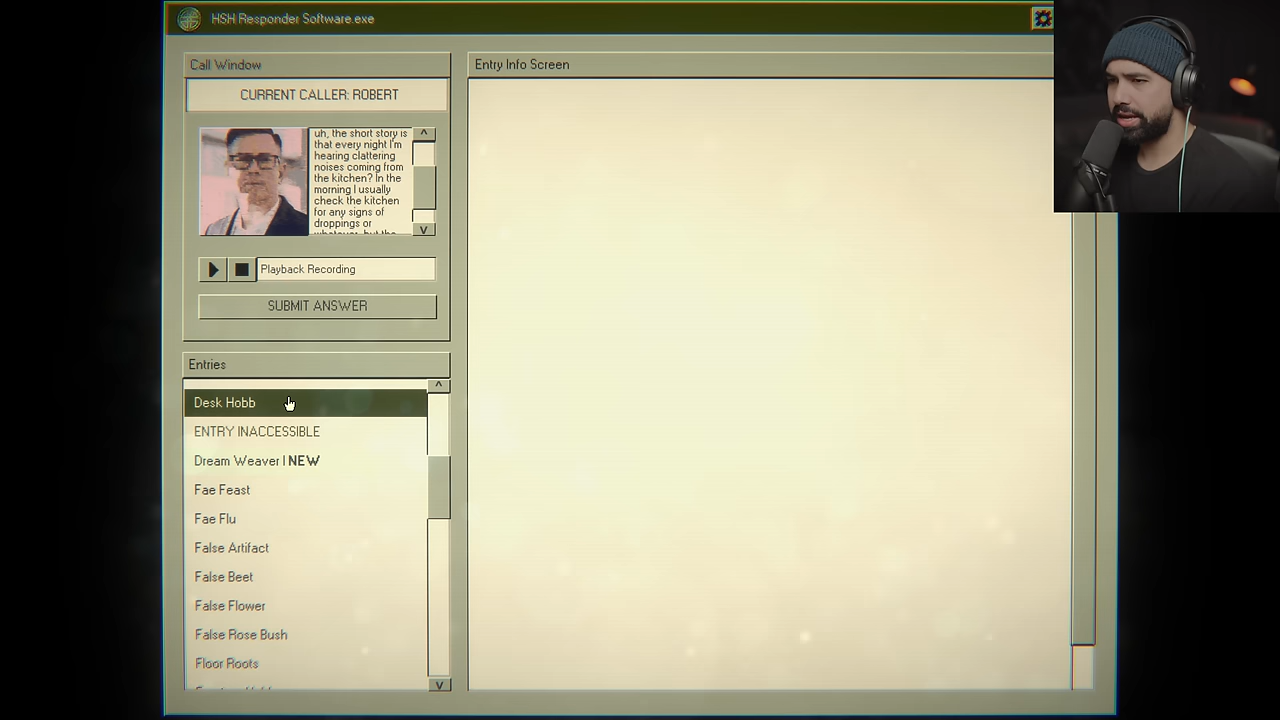 HSH Responder Software.exe
Call Window
CURRENT CALLER: ROBERT
uh, the short story is
that every night I'm
hearing clattering
noises coming from
the kitchen? In the
morning I usually
check the kitchen
for any signs of
droppings or
whatever, but the
Playback Recording
SUBMIT ANSWER
Entries
Desk Hobb
ENTRY INACCESSIBLE
Dream Weaver | NEW
Fae Feast
Fae Flu
False Artifact
False Beet
False Flower
False Rose Bush
Floor Roots
Entry Info Screen